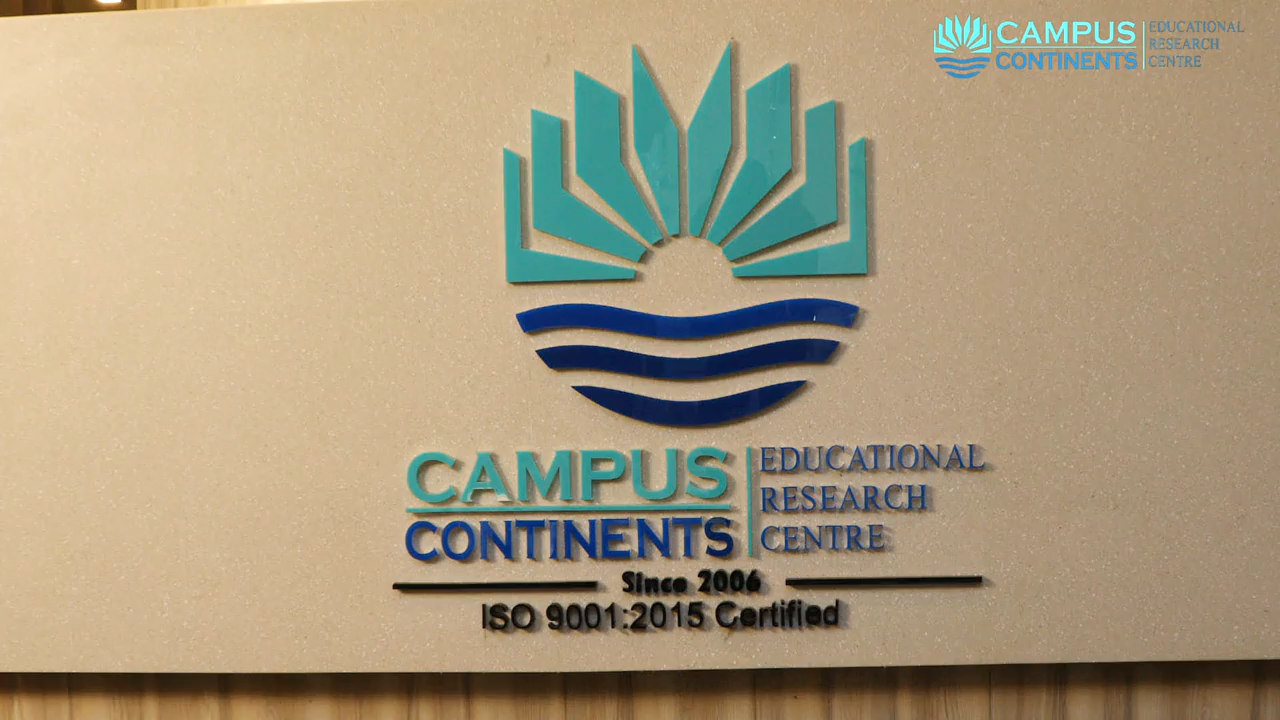 CAMPUS
CONTINENTS
EDUCATIONAL
RESEARCH
CENTRE
CAMPUS
CONTINENTS
EDUCATIONAL
RESEARCH
CENTRE
Since 2006
ISO 9001:2015 Certified